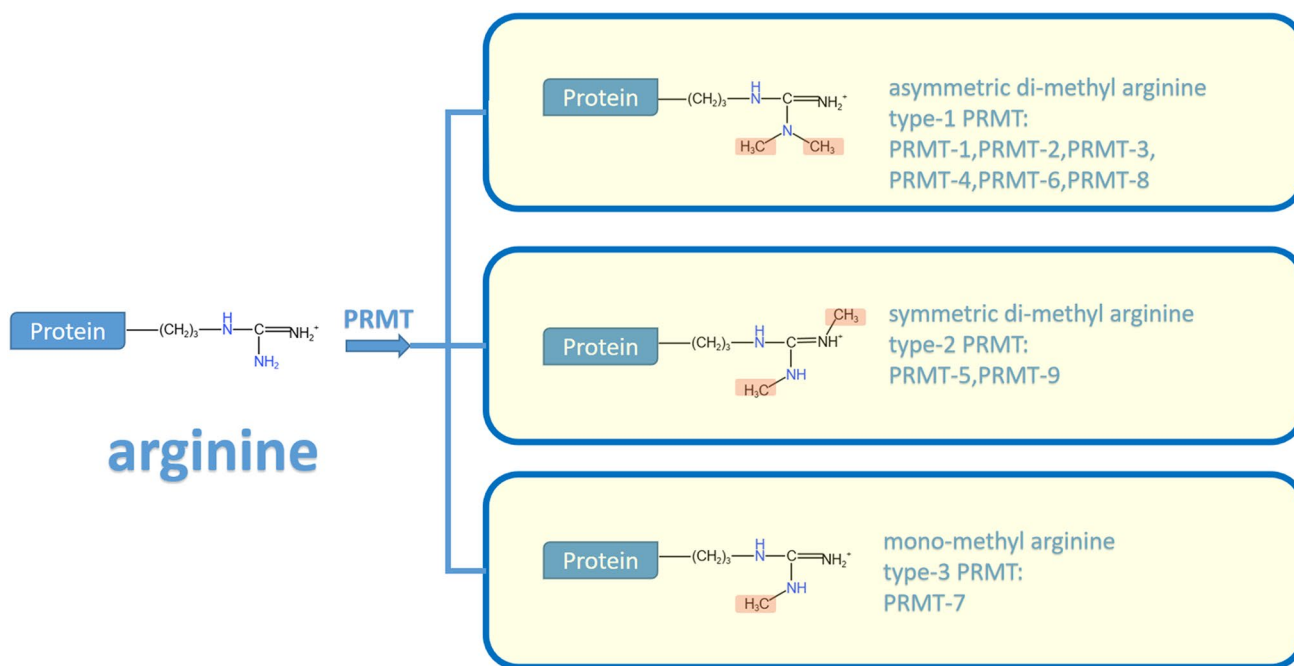 Protein
(CH₂)₃
H
N
C
NH₂⁺
NH₂
arginine
PRMT
Protein
(CH₂)₃
H
N
C
NH₂⁺
N
H₃C
CH₃
asymmetric di-methyl arginine
type-1 PRMT:
PRMT-1,PRMT-2,PRMT-3,
PRMT-4,PRMT-6,PRMT-8
Protein
(CH₂)₃
H
N
C
NH⁺
CH₃
NH
H₃C
symmetric di-methyl arginine
type-2 PRMT:
PRMT-5,PRMT-9
Protein
(CH₂)₃
H
N
C
NH₂⁺
NH
H₃C
mono-methyl arginine
type-3 PRMT:
PRMT-7